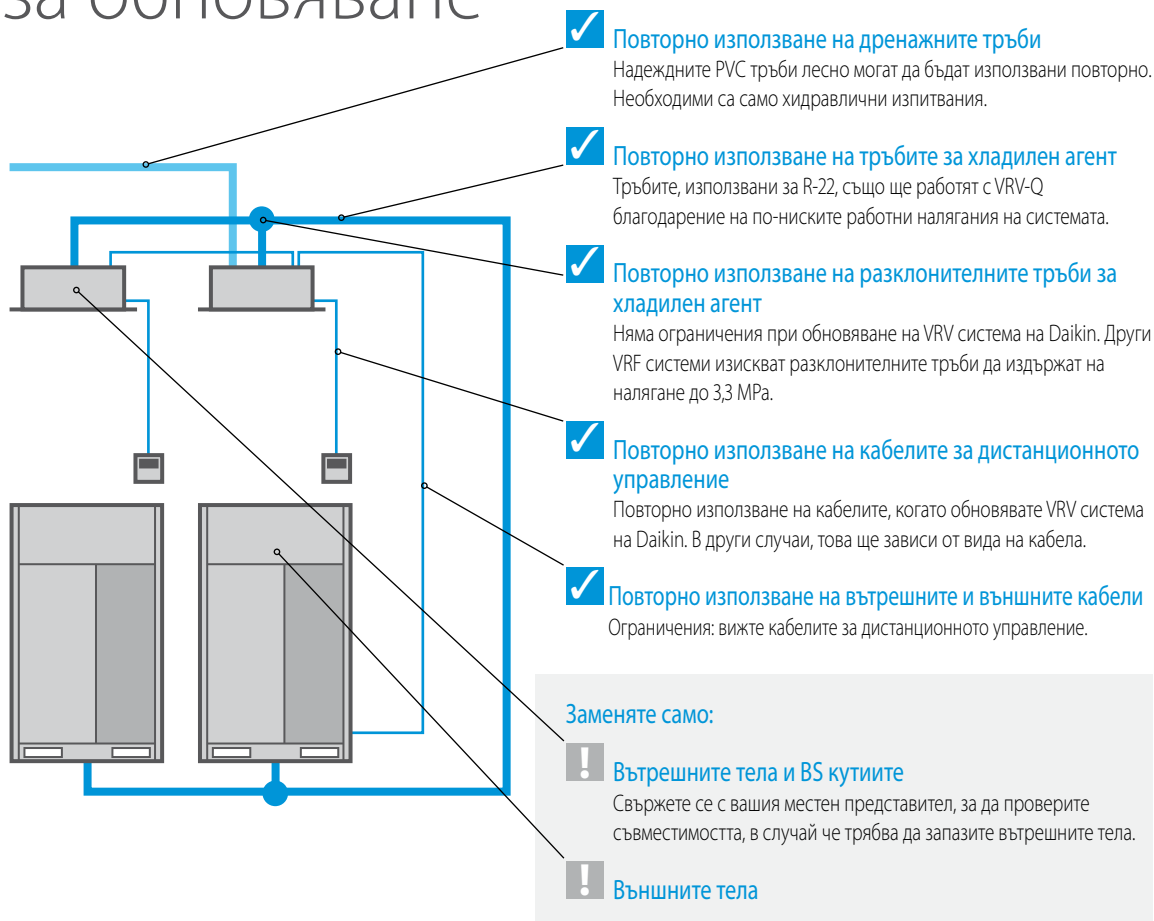 за обновяване
Повторно използване на дренажните тръби
Надеждните PVC тръби лесно могат да бъдат използвани повторно.
Необходими са само хидравлични изпитвания.
Повторно използване на тръбите за хладилен агент
Тръбите, използвани за R-22, също ще работят с VRV-Q
благодарение на по-ниските работни налягания на системата.
Повторно използване на разклонителните тръби за
хладилен агент
Няма ограничения при обновяване на VRV система на Daikin. Други
VRF системи изискват разклонителните тръби да издържат на
налягане до 3,3 MPa.
Повторно използване на кабелите за дистанционното
управление
Повторно използване на кабелите, когато обновявате VRV система
на Daikin. В други случаи, това ще зависи от вида на кабела.
Повторно използване на вътрешните и външните кабели
Ограничения: вижте кабелите за дистанционното управление.
Заменяте само:
Вътрешните тела и BS кутиите
Свържете се с вашия местен представител, за да проверите
съвместимостта, в случай че трябва да запазите вътрешните тела.
Външните тела